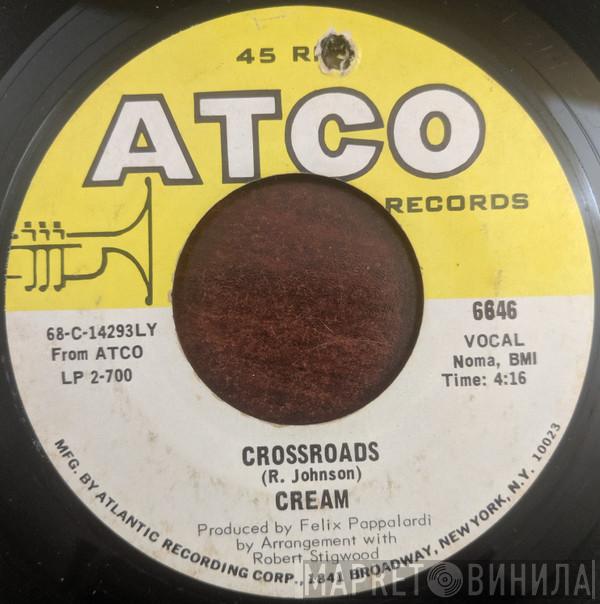 45 R
ATCO
RECORDS
68-C-14293LY
From ATCO
LP 2-700
6646
VOCAL
Noma, BMI
Time: 4:16
CROSSROADS
(R. Johnson)
CREAM
Produced by Felix Pappalardi
by Arrangement with
Robert Stigwood
MFG. BY ATLANTIC RECORDING CORP., 1841 BROADWAY, NEW YORK, N.Y. 10023
МАРКЕТ ВИНИЛА